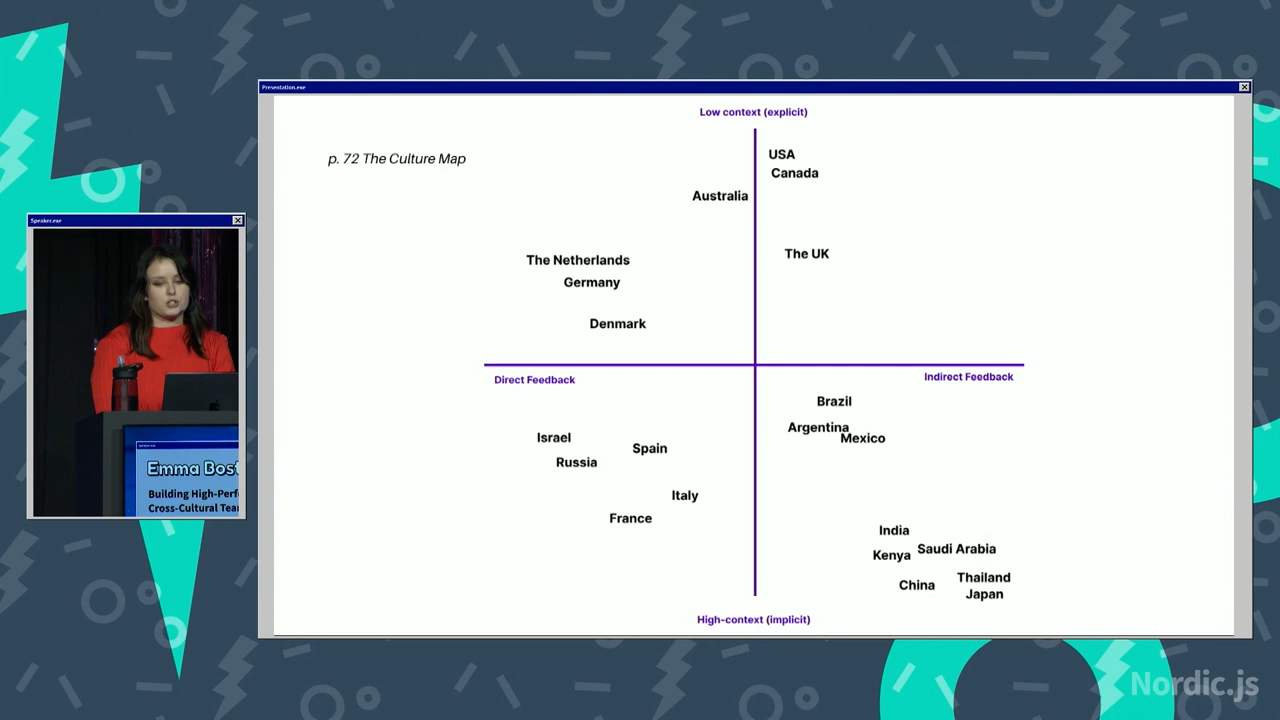 Presentation.exe
Low context (explicit)
p. 72 The Culture Map
USA
Canada
Australia
The UK
The Netherlands
Germany
Denmark
Direct Feedback
Indirect Feedback
Brazil
Argentina
Mexico
Israel
Spain
Russia
Italy
France
India
Saudi Arabia
Kenya
Thailand
China
Japan
High-context (implicit)
Speaker.exe
Emma Bost
Building High-Perf
Cross-Cultural Tea
Nordic.js